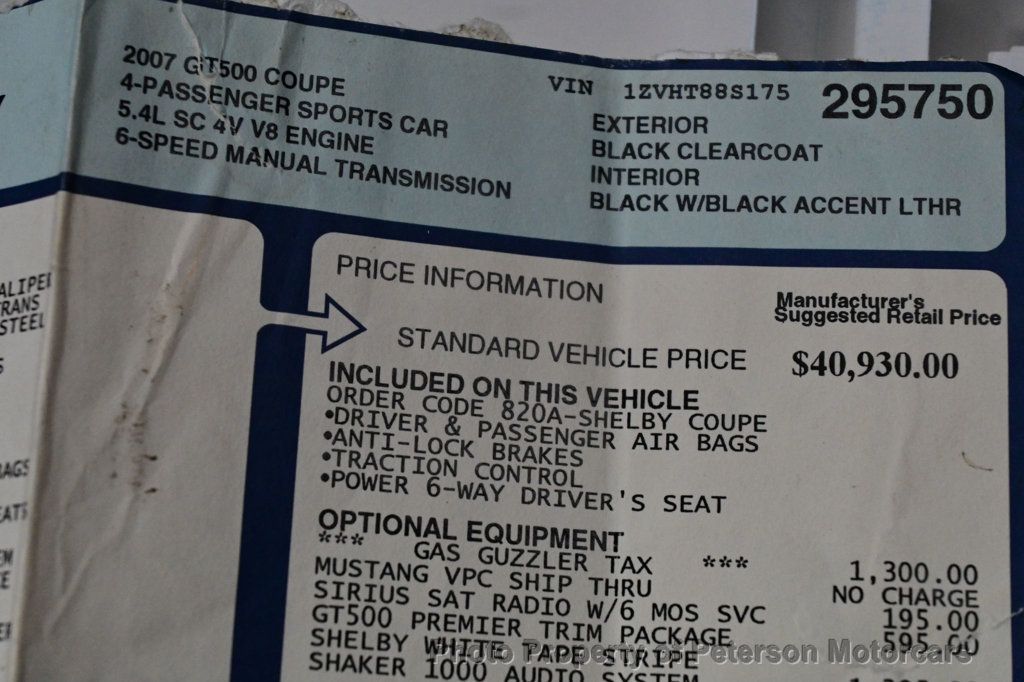 2007 GT500 COUPE
4-PASSENGER SPORTS CAR
5.4L SC 4V V8 ENGINE
6-SPEED MANUAL TRANSMISSION
VIN 1ZVHT88S175 295750
EXTERIOR
BLACK CLEARCOAT
INTERIOR
BLACK W/BLACK ACCENT LTHR
TRANS
STEEL
PRICE INFORMATION
Manufacturer's
Suggested Retail Price
STANDARD VEHICLE PRICE $40,930.00
INCLUDED ON THIS VEHICLE
ORDER CODE 820A-SHELBY COUPE
•DRIVER & PASSENGER AIR BAGS
•ANTI-LOCK BRAKES
•TRACTION CONTROL
•POWER 6-WAY DRIVER'S SEAT
OPTIONAL EQUIPMENT
*** GAS GUZZLER TAX *** 1,300.00
MUSTANG VPC SHIP THRU NO CHARGE
SIRIUS SAT RADIO W/6 MOS SVC 195.00
GT500 PREMIER TRIM PACKAGE 595.00
SHELBY WHITE TAPE STRIPE
SHAKER 1000 AUDIO SYSTEM
Photo Property of Peterson Motorcars